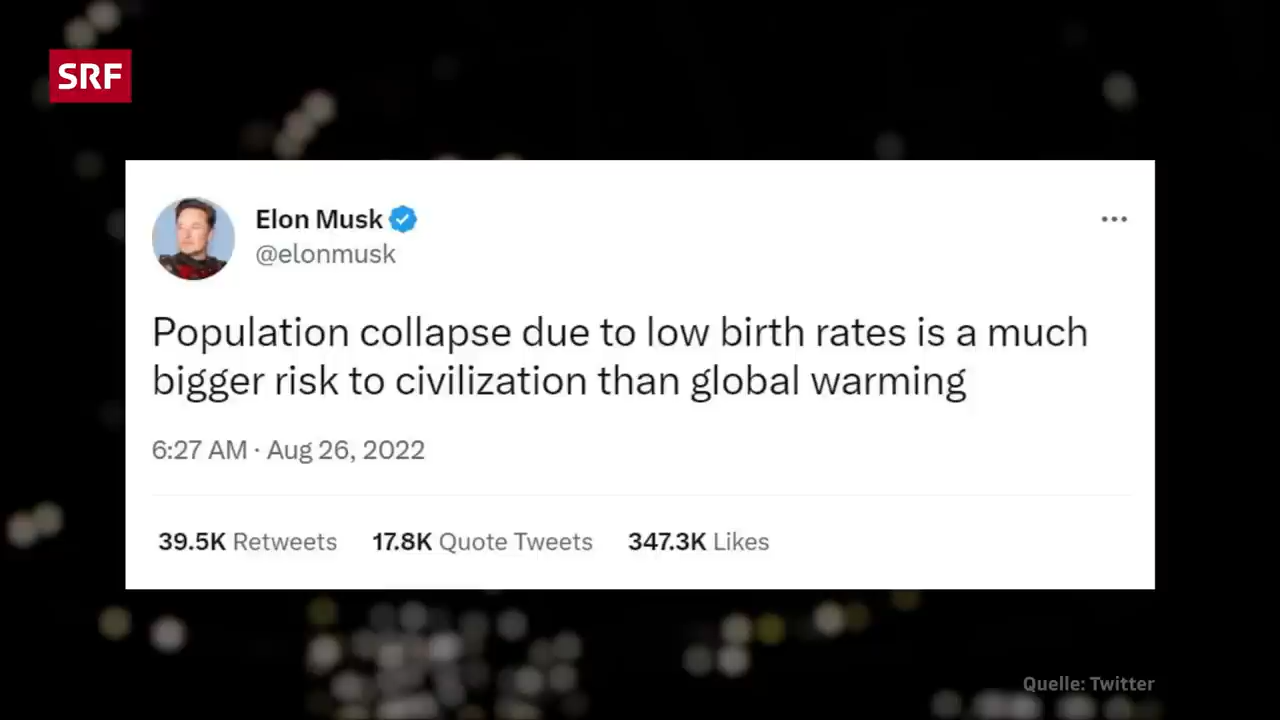 SRF
Elon Musk
@elonmusk
Population collapse due to low birth rates is a much
bigger risk to civilization than global warming
6:27 AM · Aug 26, 2022
39.5K Retweets 17.8K Quote Tweets 347.3K Likes
Quelle: Twitter